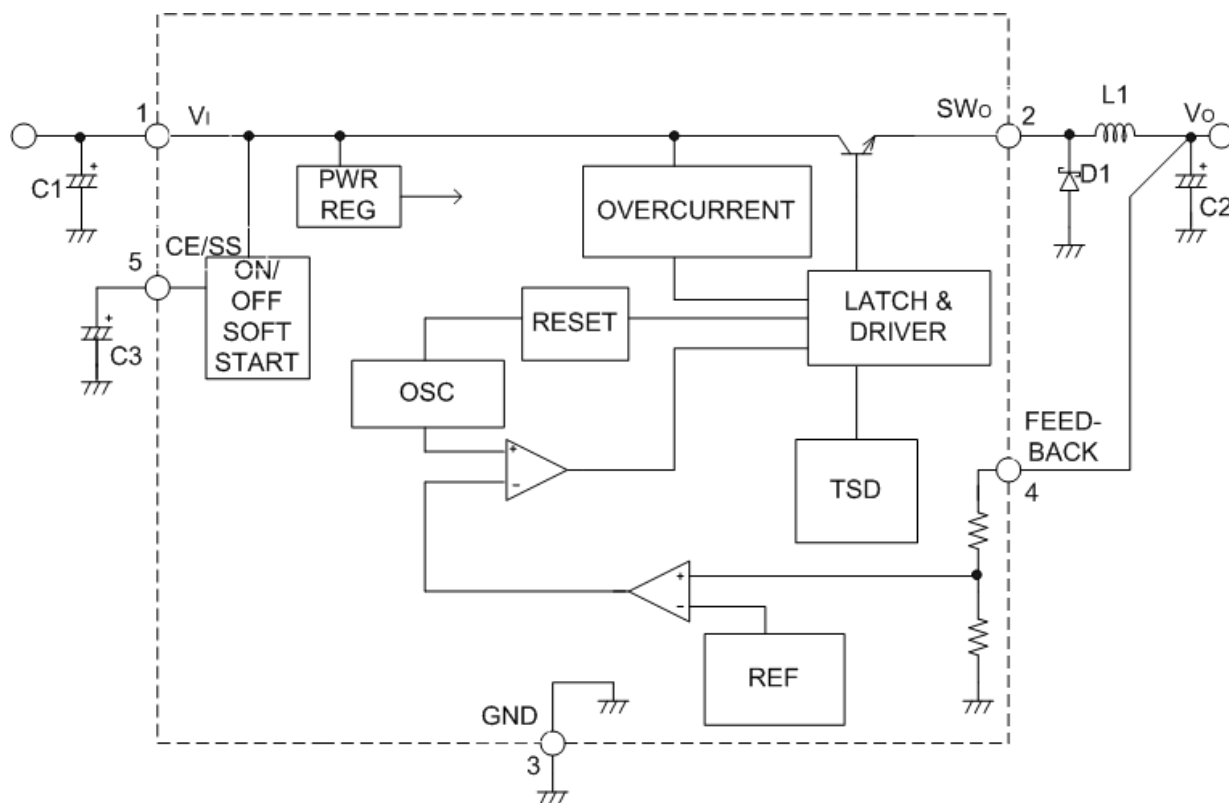 L1
1
VI
SWO
2
VO
+
C1
PWR
REG
OVERCURRENT
D1
+
C2
CE/SS
5
ON/
OFF
SOFT
START
+
C3
RESET
LATCH &
DRIVER
OSC
FEED-
BACK
+
-
TSD
4
+
-
REF
GND
3